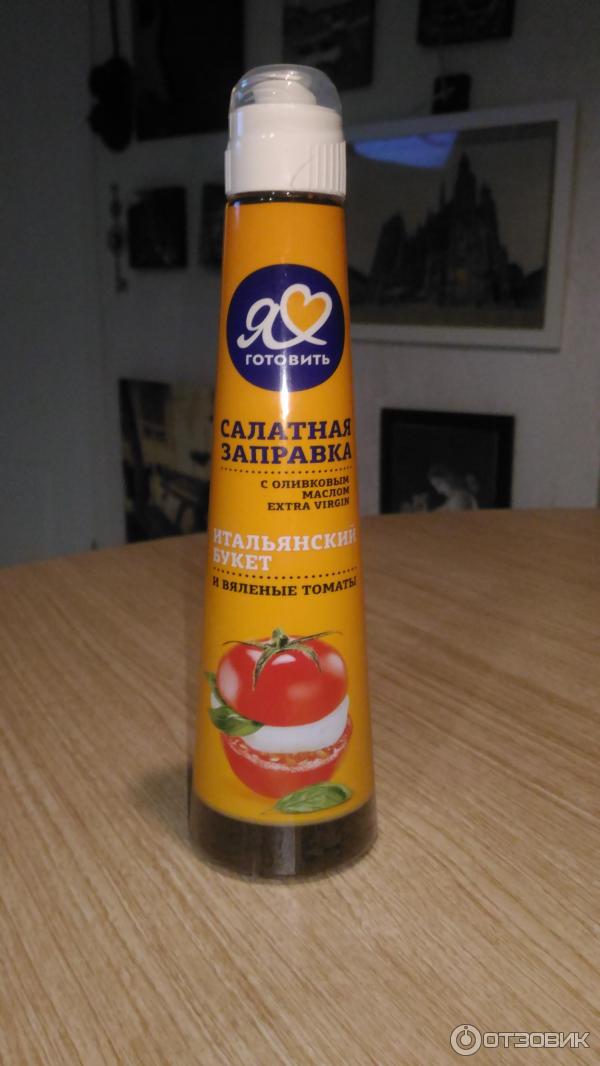 Я
ГОТОВИТЬ
САЛАТНАЯ
ЗАПРАВКА
С ОЛИВКОВЫМ
МАСЛОМ
EXTRA VIRGIN
ИТАЛЬЯНСКИЙ
БУКЕТ
И ВЯЛЕНЫЕ ТОМАТЫ
ОТЗОВИК